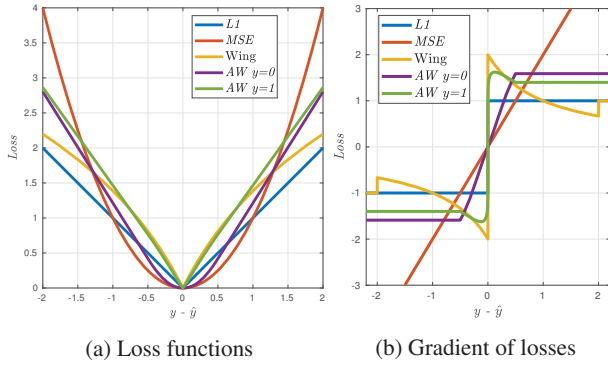 4
3.5
3
2.5
2
1.5
1
0.5
0
Loss
-2 -1.5 -1 -0.5 0 0.5 1 1.5 2
y - ŷ
L1
MSE
Wing
AW y=0
AW y=1
(a) Loss functions
3
2
1
0
-1
-2
-3
Loss
-2 -1 0 1 2
y - ŷ
L1
MSE
Wing
AW y=0
AW y=1
(b) Gradient of losses